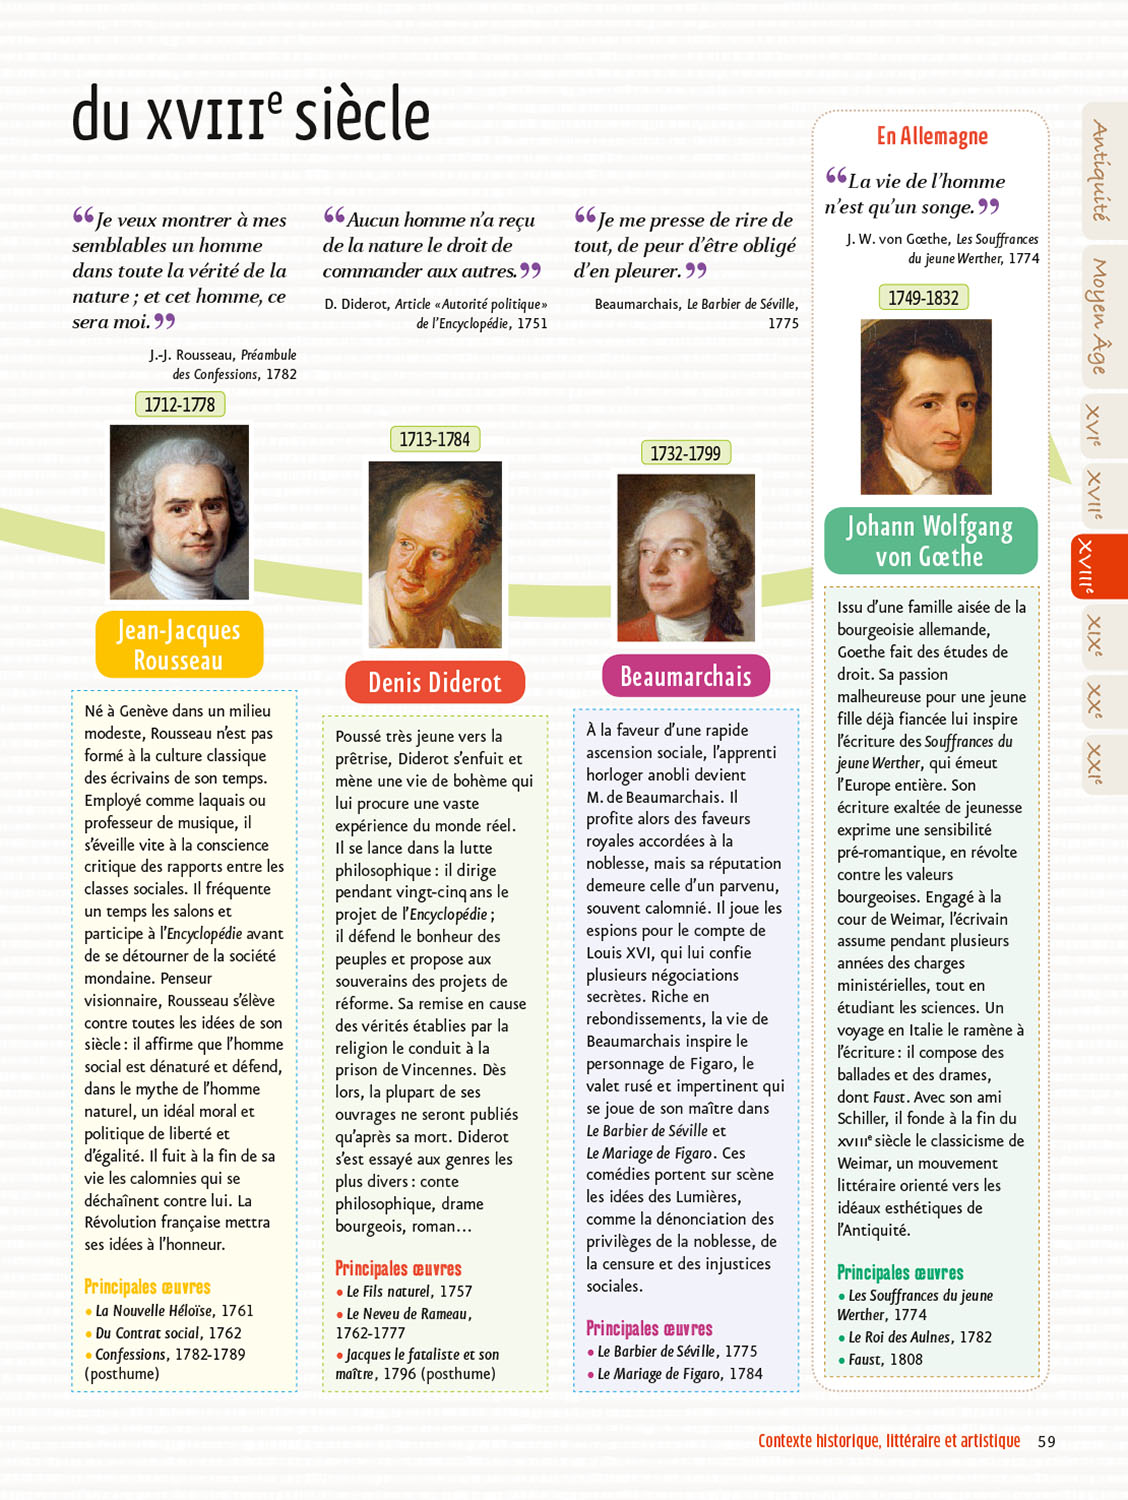 du XVIIIe siècle
“Je veux montrer à mes
semblables un homme
dans toute la vérité de la
nature ; et cet homme, ce
sera moi.”
J.-J. Rousseau, Préambule
des Confessions, 1782
1712-1778
Jean-Jacques
Rousseau
Né à Genève dans un milieu
modeste, Rousseau n’est pas
formé à la culture classique
des écrivains de son temps.
Employé comme laquais ou
professeur de musique, il
s’éveille vite à la conscience
critique des rapports entre les
classes sociales. Il fréquente
un temps les salons et
participe à l’Encyclopédie avant
de se détourner de la société
mondaine. Penseur
visionnaire, Rousseau s’élève
contre toutes les idées de son
siècle : il affirme que l’homme
social est dénaturé et défend,
dans le mythe de l’homme
naturel, un idéal moral et
politique de liberté et
d’égalité. Il fuit à la fin de sa
vie les calomnies qui se
déchaînent contre lui. La
Révolution française mettra
ses idées à l’honneur.
Principales œuvres
• La Nouvelle Héloïse, 1761
• Du Contrat social, 1762
• Confessions, 1782-1789
(posthume)
“Aucun homme n’a reçu
de la nature le droit de
commander aux autres.”
D. Diderot, Article «Autorité politique»
de l’Encyclopédie, 1751
1713-1784
Denis Diderot
Poussé très jeune vers la
prêtrise, Diderot s’enfuit et
mène une vie de bohème qui
lui procure une vaste
expérience du monde réel.
Il se lance dans la lutte
philosophique : il dirige
pendant vingt-cinq ans le
projet de l’Encyclopédie ;
il défend le bonheur des
peuples et propose aux
souverains des projets de
réforme. Sa remise en cause
des vérités établies par la
religion le conduit à la
prison de Vincennes. Dès
lors, la plupart de ses
ouvrages ne seront publiés
qu’après sa mort. Diderot
s’est essayé aux genres les
plus divers : conte
philosophique, drame
bourgeois, roman…
Principales œuvres
• Le Fils naturel, 1757
• Le Neveu de Rameau,
1762-1777
• Jacques le fataliste et son
maître, 1796 (posthume)
“Je me presse de rire de
tout, de peur d’être obligé
d’en pleurer.”
Beaumarchais, Le Barbier de Séville,
1775
1732-1799
Beaumarchais
À la faveur d’une rapide
ascension sociale, l’apprenti
horloger anobli devient
M. de Beaumarchais. Il
profite alors des faveurs
royales accordées à la
noblesse, mais sa réputation
demeure celle d’un parvenu,
souvent calomnié. Il joue les
espions pour le compte de
Louis XVI, qui lui confie
plusieurs négociations
secrètes. Riche en
rebondissements, la vie de
Beaumarchais inspire le
personnage de Figaro, le
valet rusé et impertinent qui
se joue de son maître dans
Le Barbier de Séville et
Le Mariage de Figaro. Ces
comédies portent sur scène
les idées des Lumières,
comme la dénonciation des
privilèges de la noblesse, de
la censure et des injustices
sociales.
Principales œuvres
• Le Barbier de Séville, 1775
• Le Mariage de Figaro, 1784
En Allemagne
“La vie de l’homme
n’est qu’un songe.”
J. W. von Gœthe, Les Souffrances
du jeune Werther, 1774
1749-1832
Johann Wolfgang
von Gœthe
Issu d’une famille aisée de la
bourgeoisie allemande,
Goethe fait des études de
droit. Sa passion
malheureuse pour une jeune
fille déjà fiancée lui inspire
l’écriture des Souffrances du
jeune Werther, qui émeut
l’Europe entière. Son
écriture exaltée de jeunesse
exprime une sensibilité
pré-romantique, en révolte
contre les valeurs
bourgeoises. Engagé à la
cour de Weimar, l’écrivain
assume pendant plusieurs
années des charges
ministérielles, tout en
étudiant les sciences. Un
voyage en Italie le ramène à
l’écriture : il compose des
ballades et des drames,
dont Faust. Avec son ami
Schiller, il fonde à la fin du
XVIIIe siècle le classicisme de
Weimar, un mouvement
littéraire orienté vers les
idéaux esthétiques de
l’Antiquité.
Principales œuvres
• Les Souffrances du jeune
Werther, 1774
• Le Roi des Aulnes, 1782
• Faust, 1808
Antiquité
Moyen Âge
XVIe
XVIIe
XVIIIe
XIXe
XXe
XXIe
Contexte historique, littéraire et artistique 59